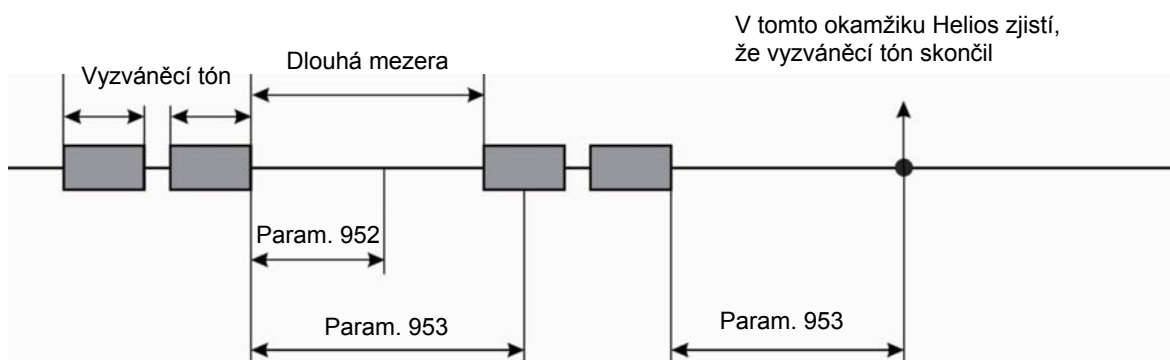 V tomto okamžiku Helios zjistí,
že vyzváněcí tón skončil
Dlouhá mezera
Vyzváněcí tón
Param. 952
Param. 953
Param. 953